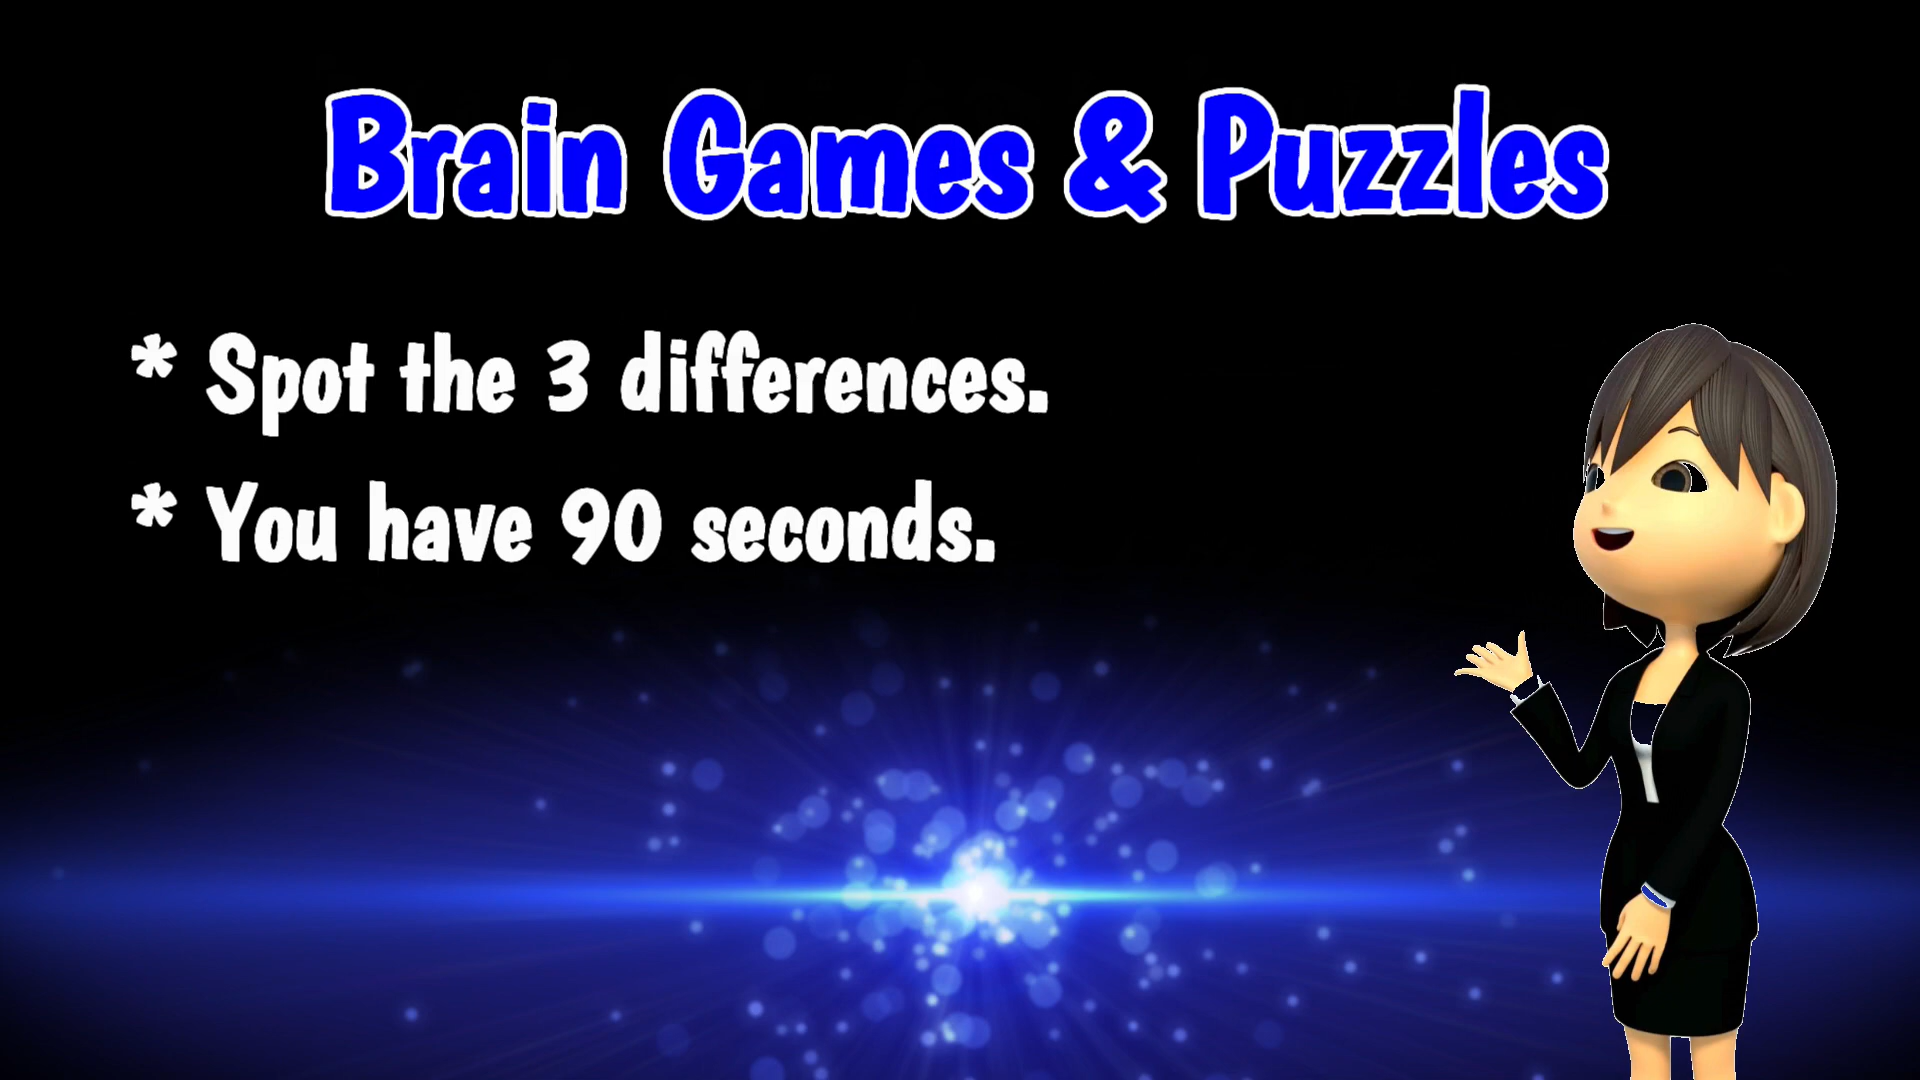 Brain Games & Puzzles
* Spot the 3 differences.
* You have 90 seconds.